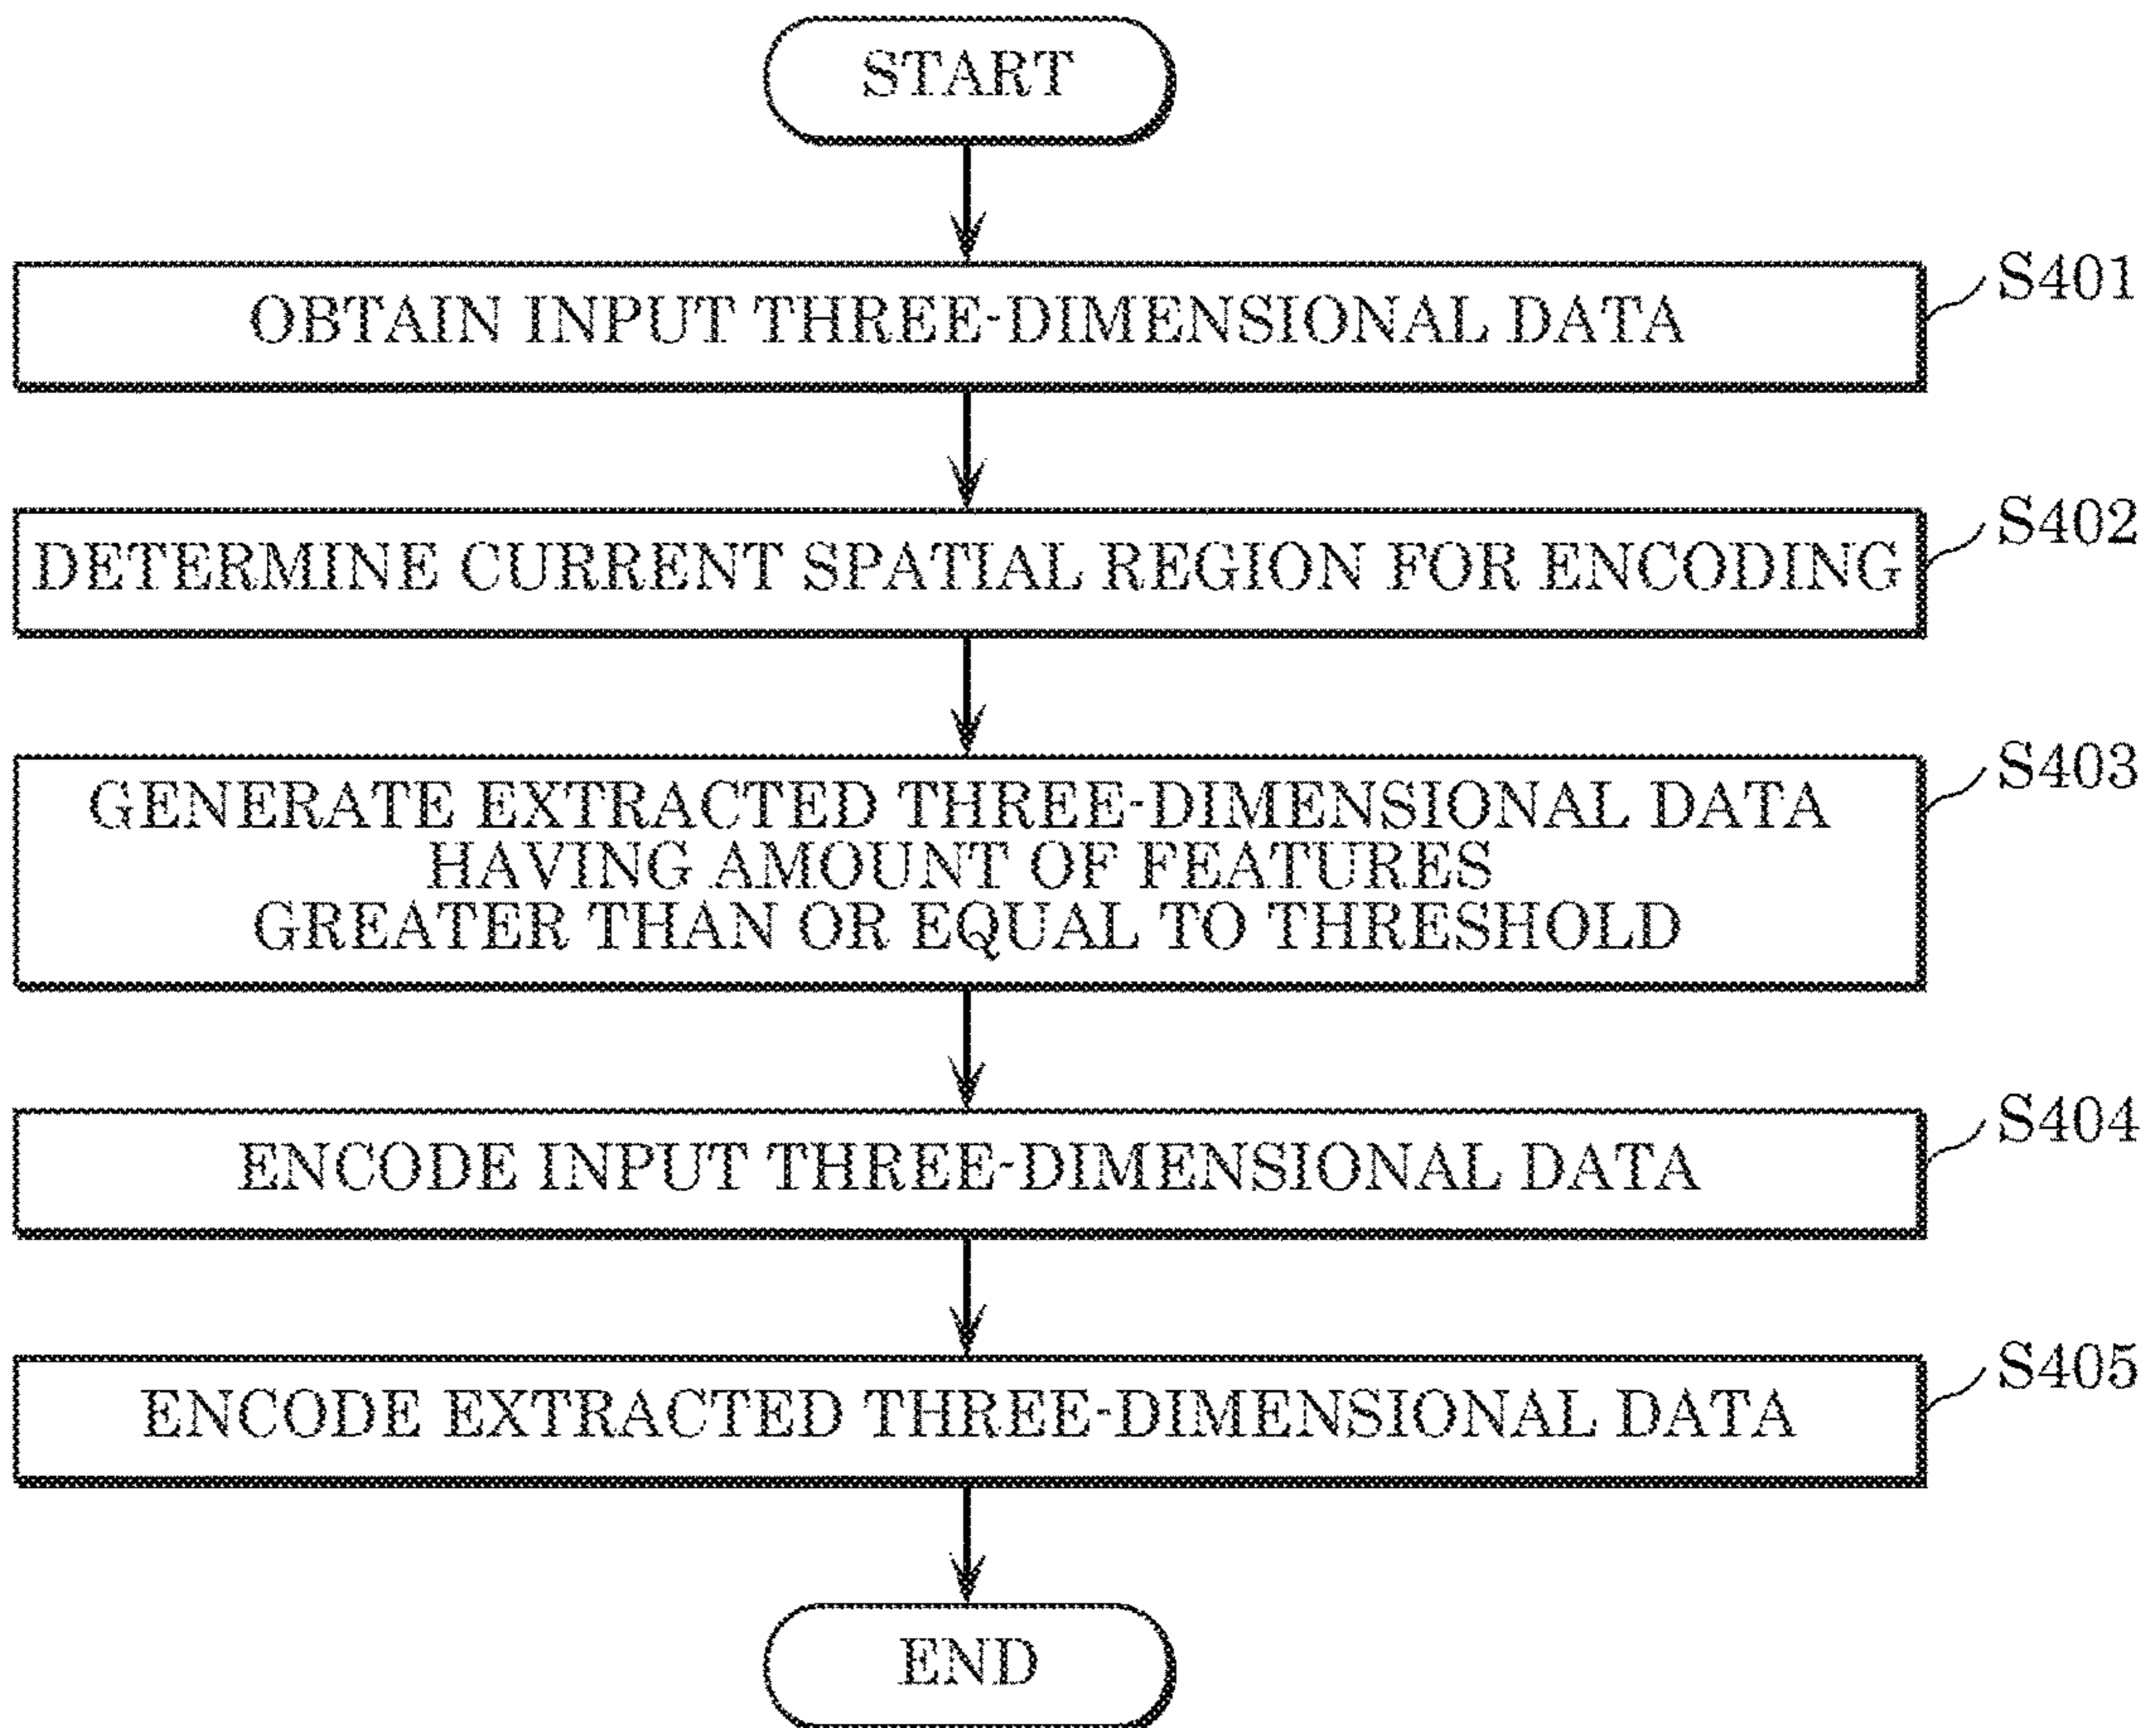 START
OBTAIN INPUT THREE-DIMENSIONAL DATA
S401
DETERMINE CURRENT SPATIAL REGION FOR ENCODING
S402
GENERATE EXTRACTED THREE-DIMENSIONAL DATA
HAVING AMOUNT OF FEATURES
GREATER THAN OR EQUAL TO THRESHOLD
S403
ENCODE INPUT THREE-DIMENSIONAL DATA
S404
ENCODE EXTRACTED THREE-DIMENSIONAL DATA
S405
END